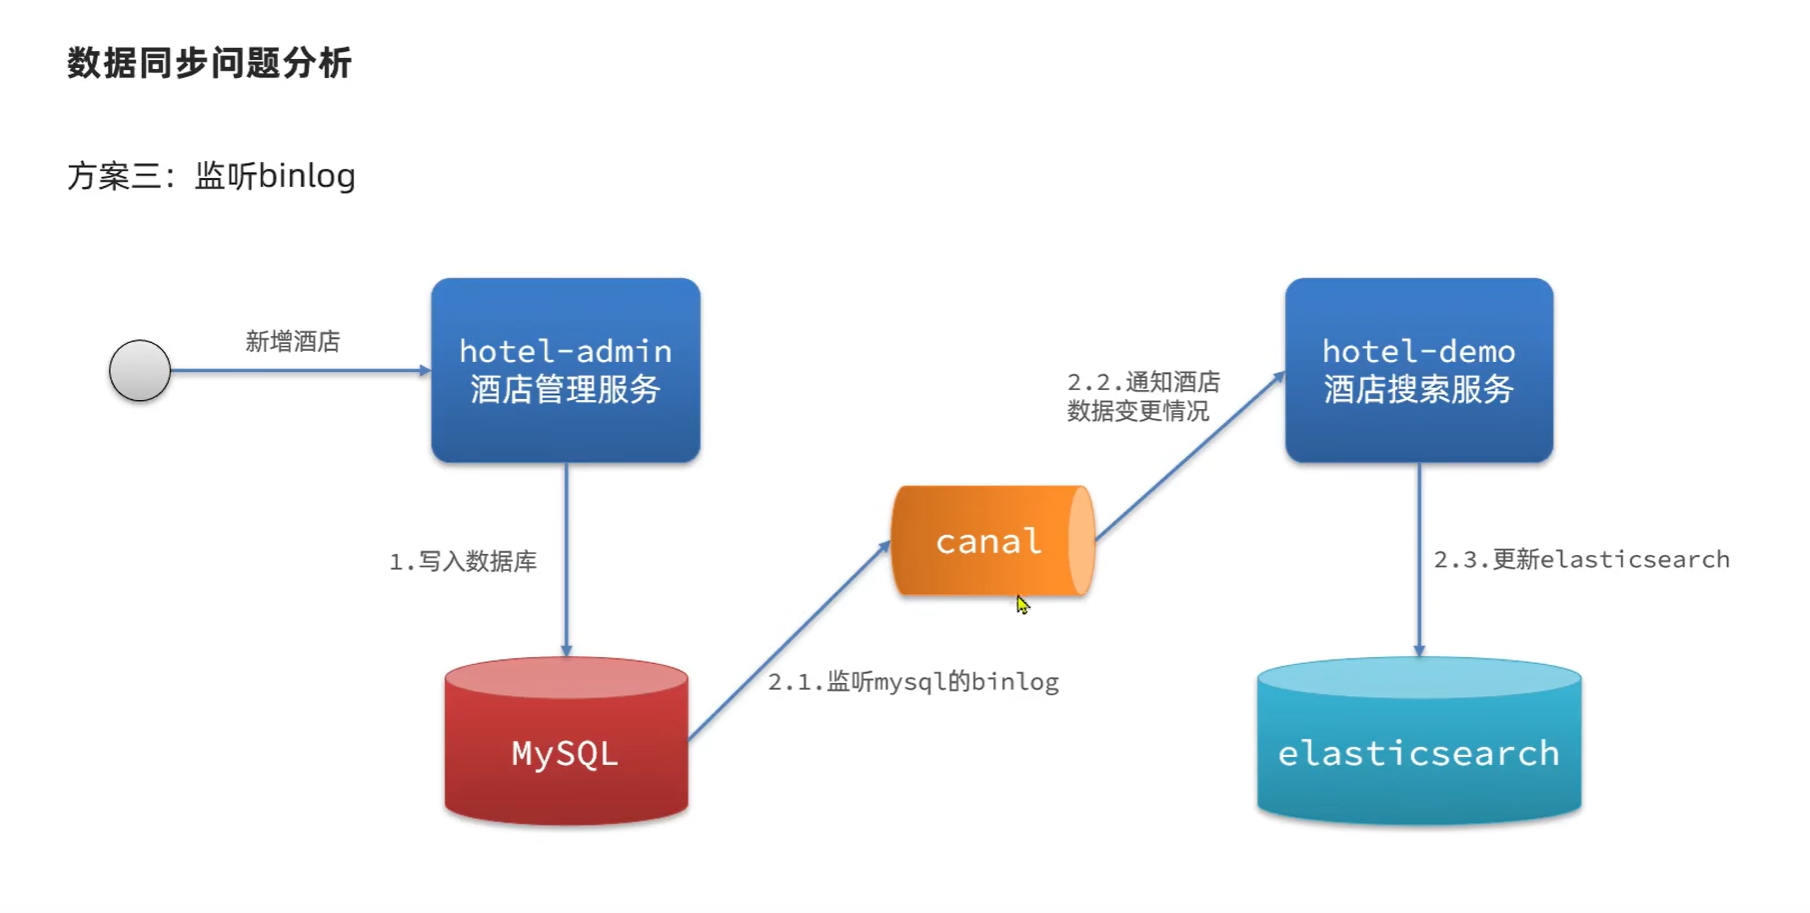 数据同步问题分析
方案三：监听binlog
新增酒店
hotel-admin
酒店管理服务
hotel-demo
酒店搜索服务
2.2.通知酒店
数据变更情况
canal
1.写入数据库
2.3.更新elasticsearch
2.1.监听mysql的binlog
MySQL
elasticsearch